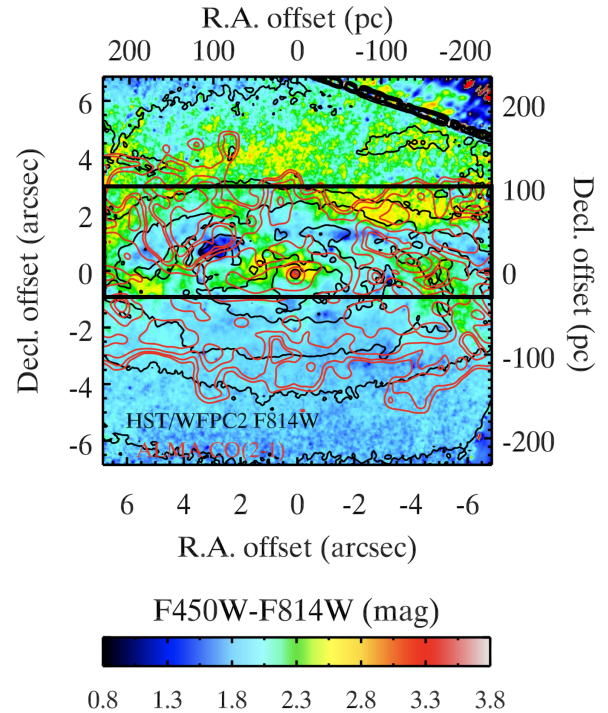 R.A. offset (pc)
200 100 0 -100 -200
6 200
4
2 100
0 0
-2
-4 -100
-6 -200
Decl. offset (arcsec)
Decl. offset (pc)
HST/WFPC2 F814W
ALMA CO(2-1)
6 4 2 0 -2 -4 -6
R.A. offset (arcsec)
F450W-F814W (mag)
0.8 1.3 1.8 2.3 2.8 3.3 3.8